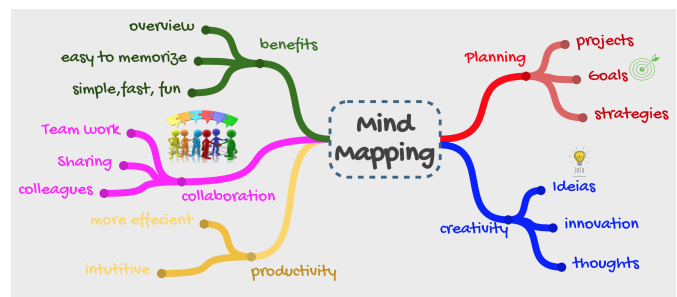 overview
easy to memorize
simple,fast, fun
benefits
Team work
Sharing
colleagues
collaboration
more effecient
intutitive
productivity
Mind
Mapping
Planning
projects
Goals
strategies
IDEA
creativity
Ideias
innovation
thoughts